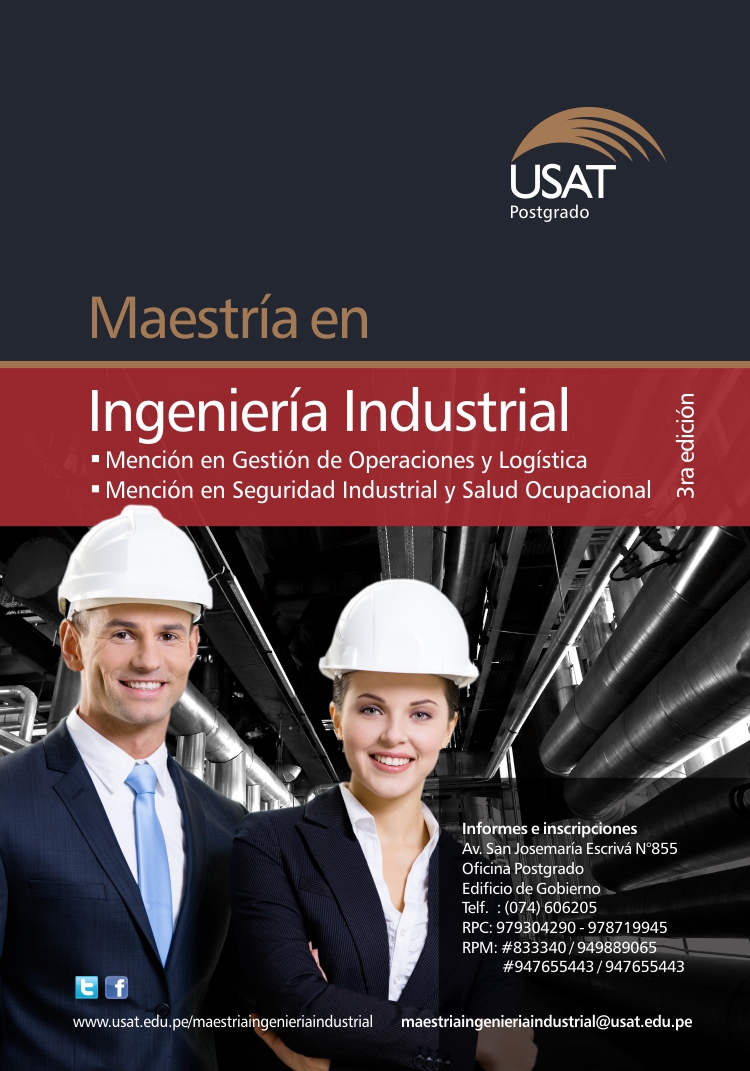 USAT
Postgrado
Maestría en
Ingeniería Industrial
▪ Mención en Gestión de Operaciones y Logística
▪ Mención en Seguridad Industrial y Salud Ocupacional
3ra edición
Informes e inscripciones
Av. San Josemaría Escrivá N°855
Oficina Postgrado
Edificio de Gobierno
Telf. : (074) 606205
RPC: 979304290 - 978719945
RPM: #833340 / 949889065
#947655443 / 947655443
www.usat.edu.pe/maestriaingenieriaindustrial
maestriaingenieriaindustrial@usat.edu.pe